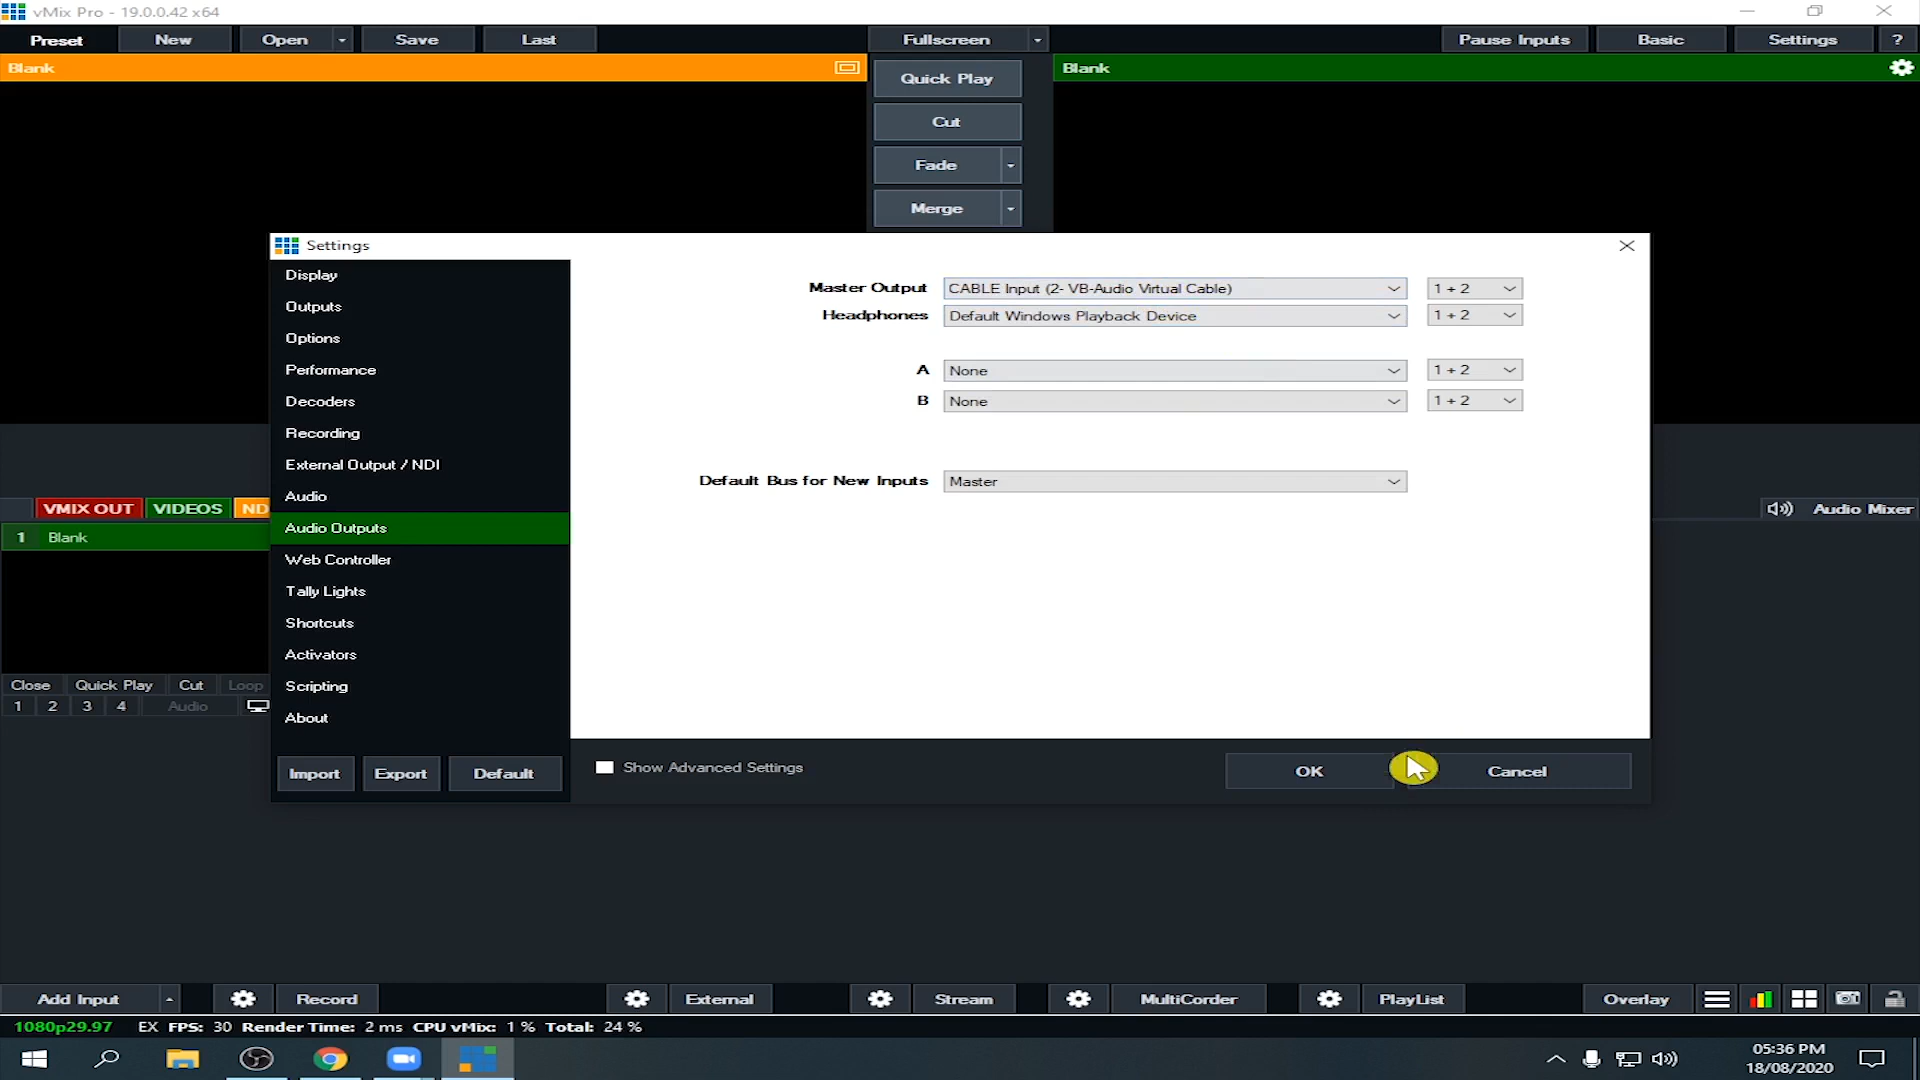 vMix Pro - 19.0.0.42 x64
Preset New Open Save Last Fullscreen Pause Inputs Basic Settings ?
Blank
Quick Play
Cut
Fade
Merge
Blank
Settings
Display
Outputs
Options
Performance
Decoders
Recording
External Output / NDI
Audio
Audio Outputs
Web Controller
Tally Lights
Shortcuts
Activators
Scripting
About
Import Export Default
Master Output CABLE Input (2- VB-Audio Virtual Cable) 1 + 2
Headphones Default Windows Playback Device 1 + 2
A None 1 + 2
B None 1 + 2
Default Bus for New Inputs Master
Show Advanced Settings
OK Cancel
VMIX OUT VIDEOS ND
Audio Mixer
1 Blank
Close Quick Play Cut Loop
1 2 3 4 Audio
Add Input Record External Stream MultiCorder PlayList Overlay
1080p29.97 EX FPS: 30 Render Time: 2 ms CPU vMix: 1 % Total: 24 %
05:36 PM
18/08/2020